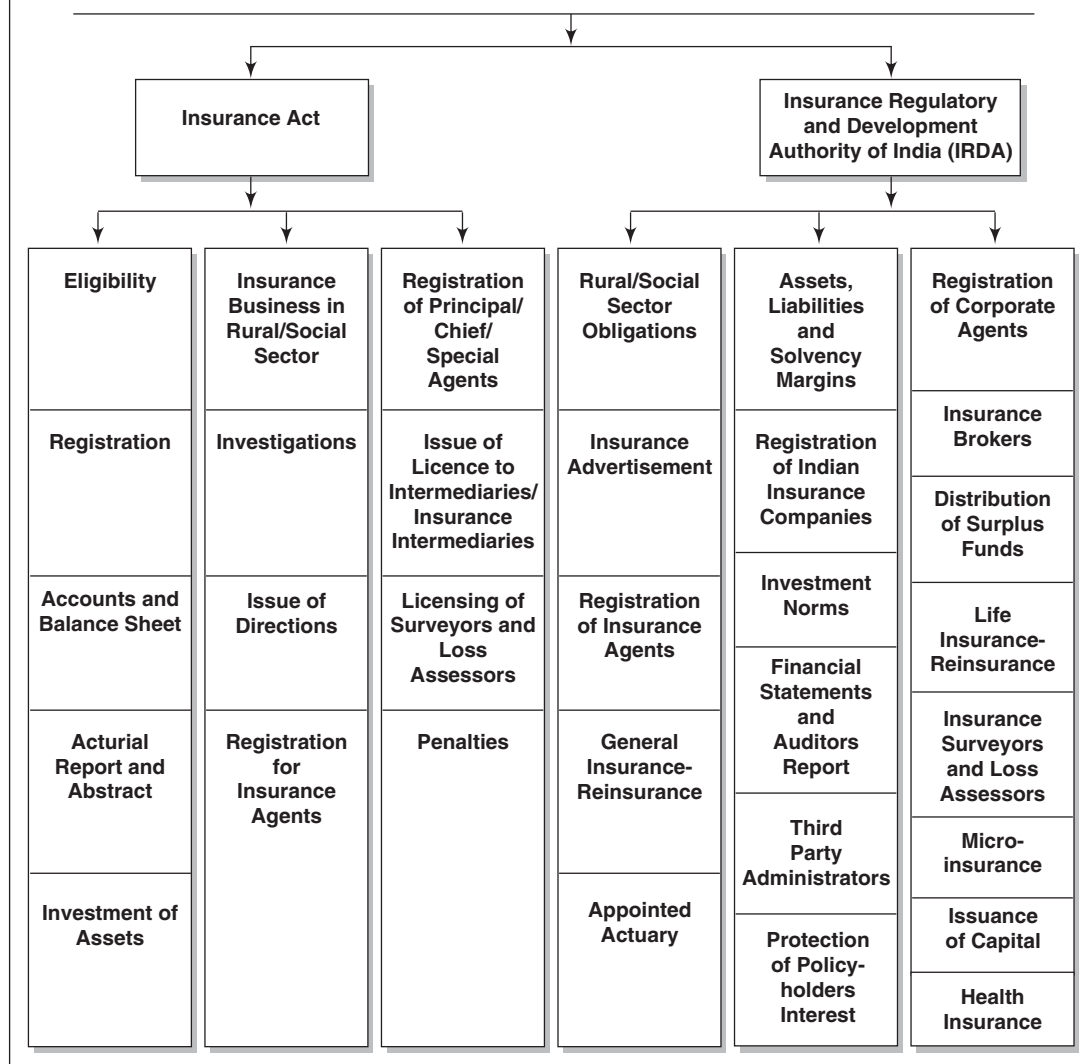 Insurance Act
Insurance Regulatory
and Development
Authority of India (IRDA)
Eligibility
Registration
Accounts and
Balance Sheet
Acturial
Report and
Abstract
Investment of
Assets
Insurance
Business in
Rural/Social
Sector
Investigations
Issue of
Directions
Registration
for
Insurance
Agents
Registration
of Principal/
Chief/
Special
Agents
Issue of
Licence to
Intermediaries/
Insurance
Intermediaries
Licensing of
Surveyors and
Loss
Assessors
Penalties
Rural/Social
Sector
Obligations
Insurance
Advertisement
Registration
of Insurance
Agents
General
Insurance-
Reinsurance
Appointed
Actuary
Assets,
Liabilities
and
Solvency
Margins
Registration
of Indian
Insurance
Companies
Investment
Norms
Financial
Statements
and
Auditors
Report
Third
Party
Administrators
Protection
of Policy-
holders
Interest
Registration
of Corporate
Agents
Insurance
Brokers
Distribution
of Surplus
Funds
Life
Insurance-
Reinsurance
Insurance
Surveyors
and Loss
Assessors
Micro-
insurance
Issuance
of Capital
Health
Insurance